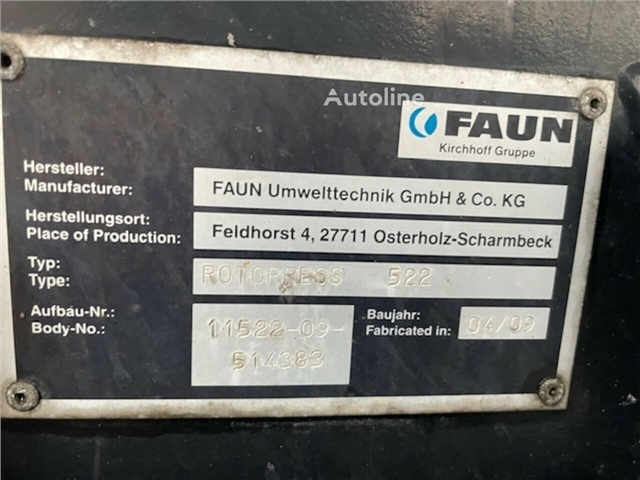 Autoline
FAUN
Kirchhoff Gruppe
Hersteller:
Manufacturer: FAUN Umwelttechnik GmbH & Co. KG
Herstellungsort:
Place of Production: Feldhorst 4, 27711 Osterholz-Scharmbeck
Typ:
Type: ROTOPRESS 522
Aufbau-Nr.:
Body-No.: 11522-09-
514383
Baujahr:
Fabricated in: 04/09